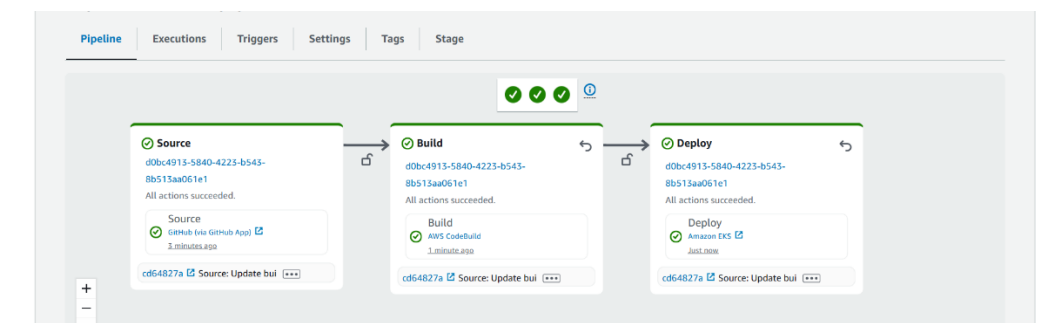 Pipeline Executions Triggers Settings Tags Stage
Source
d0bc4913-5840-4223-b543-
8b513aa061e1
All actions succeeded.
Source
GitHub (via GitHub App)
3 minutes ago
cd64827a Source: Update bui
Build
d0bc4913-5840-4223-b543-
8b513aa061e1
All actions succeeded.
Build
AWS CodeBuild
1 minute ago
cd64827a Source: Update bui
Deploy
d0bc4913-5840-4223-b543-
8b513aa061e1
All actions succeeded.
Deploy
Amazon EKS
Just now
cd64827a Source: Update bui